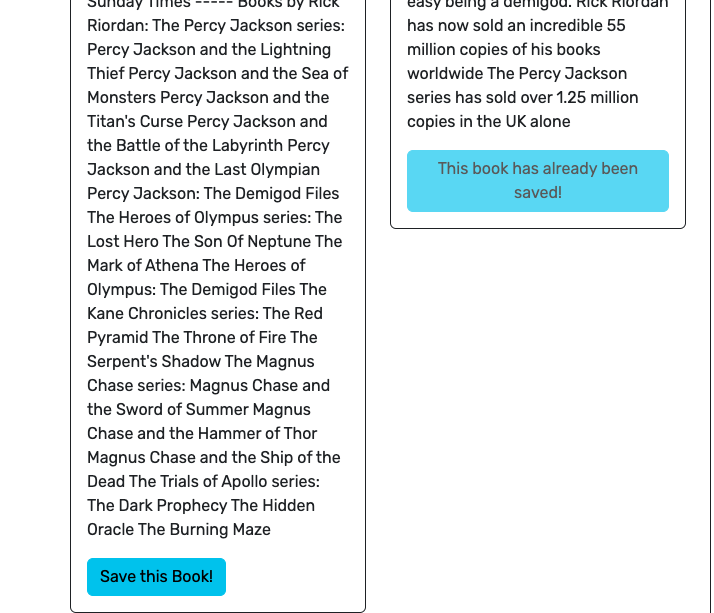 Sunday Times ----- Books by Rick
Riordan: The Percy Jackson series:
Percy Jackson and the Lightning
Thief Percy Jackson and the Sea of
Monsters Percy Jackson and the
Titan's Curse Percy Jackson and
the Battle of the Labyrinth Percy
Jackson and the Last Olympian
Percy Jackson: The Demigod Files
The Heroes of Olympus series: The
Lost Hero The Son Of Neptune The
Mark of Athena The Heroes of
Olympus: The Demigod Files The
Kane Chronicles series: The Red
Pyramid The Throne of Fire The
Serpent's Shadow The Magnus
Chase series: Magnus Chase and
the Sword of Summer Magnus
Chase and the Hammer of Thor
Magnus Chase and the Ship of the
Dead The Trials of Apollo series:
The Dark Prophecy The Hidden
Oracle The Burning Maze
Save this Book!
easy being a demigod. Rick Riordan
has now sold an incredible 55
million copies of his books
worldwide The Percy Jackson
series has sold over 1.25 million
copies in the UK alone
This book has already been
saved!